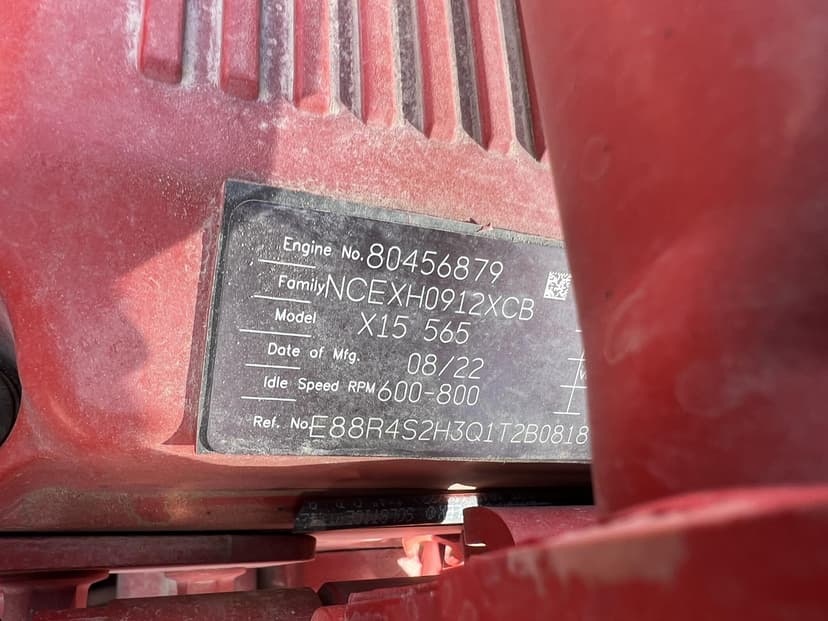 Engine No. 80456879
Family NCEXH0912XCB
Model X15 565
Date of Mfg. 08/22
Idle Speed RPM 600-800
Ref. No. E88R4S2H3Q1T2B0818